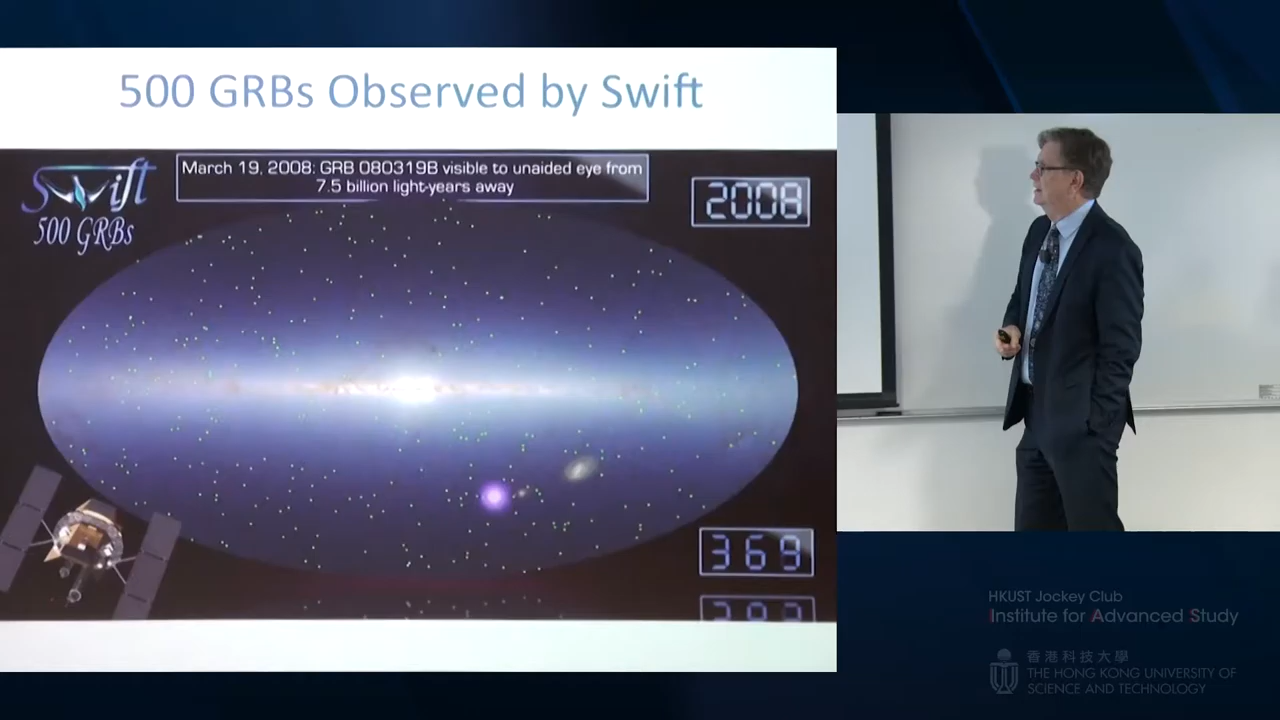 500 GRBs Observed by Swift
Swift
500 GRBs
March 19, 2008: GRB 080319B visible to unaided eye from
7.5 billion light-years away
2008
369
HKUST Jockey Club
Institute for Advanced Study
香港科技大學
THE HONG KONG UNIVERSITY OF
SCIENCE AND TECHNOLOGY